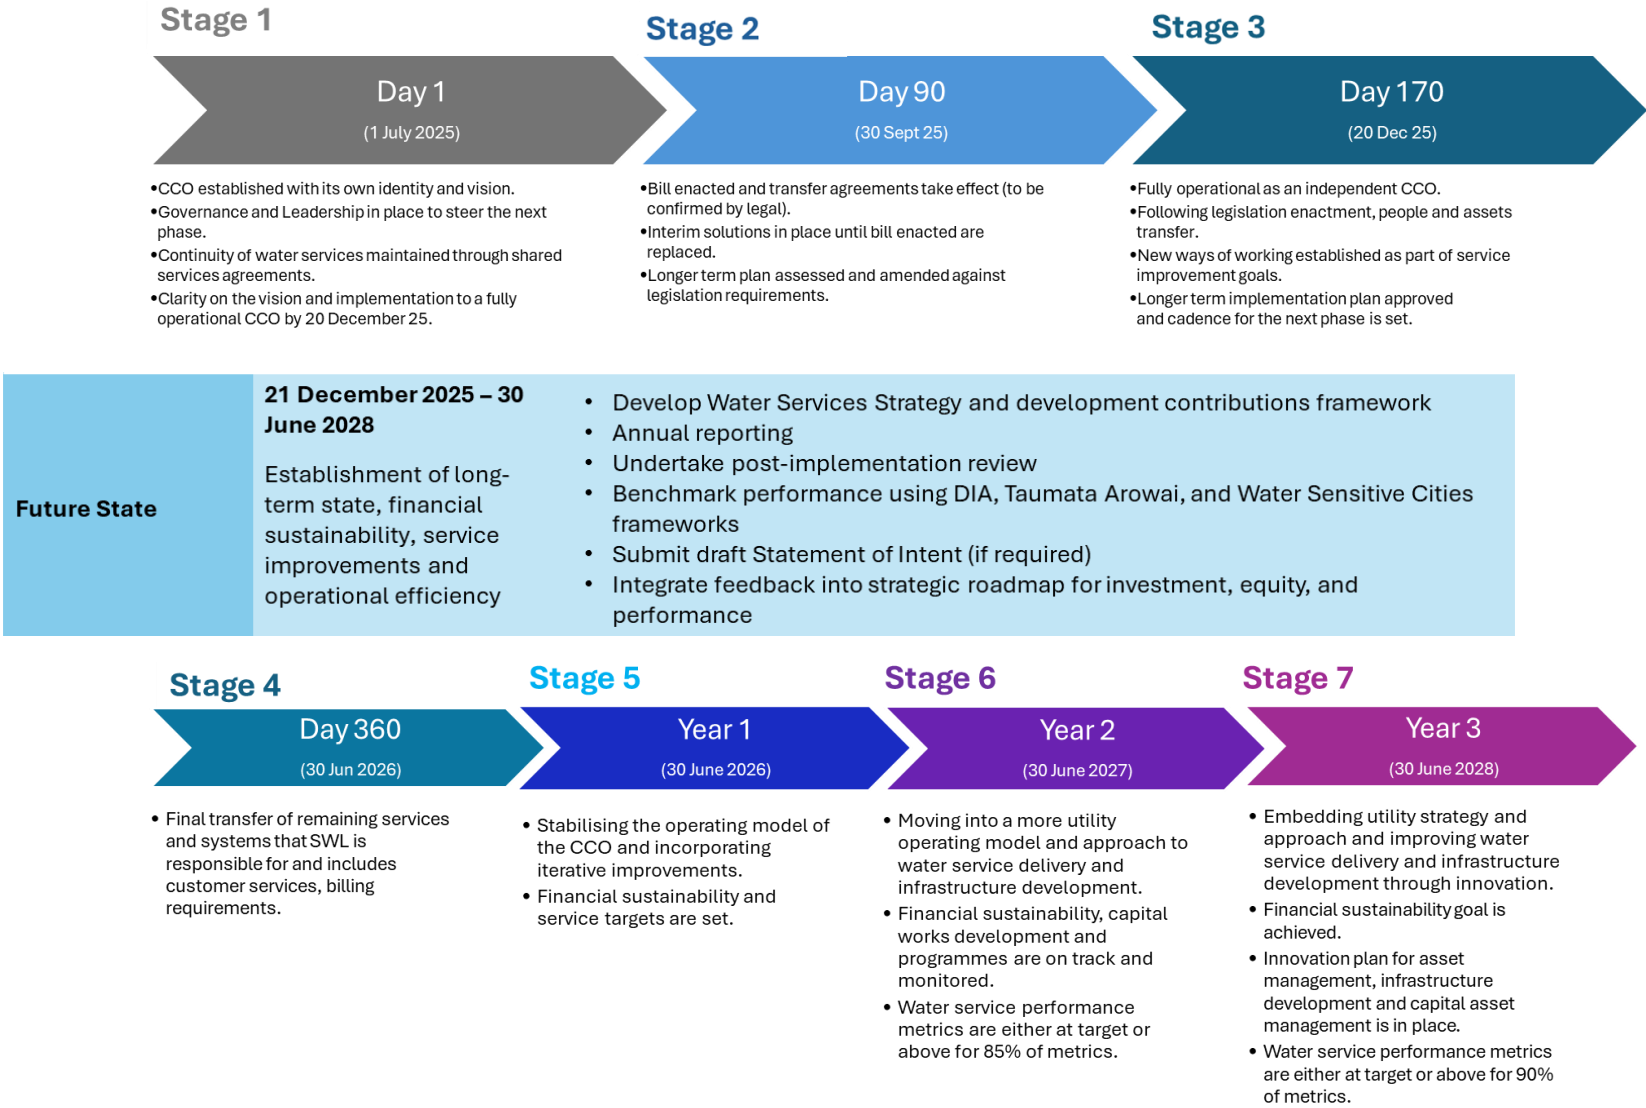 Stage 1
Stage 2
Stage 3
Day 1
(1 July 2025)
Day 90
(30 Sept 25)
Day 170
(20 Dec 25)
•CCO established with its own identity and vision.
•Governance and Leadership in place to steer the next
phase.
•Continuity of water services maintained through shared
services agreements.
•Clarity on the vision and implementation to a fully
operational CCO by 20 December 25.
•Bill enacted and transfer agreements take effect (to be
confirmed by legal).
•Interim solutions in place until bill enacted are
replaced.
•Longer term plan assessed and amended against
legislation requirements.
•Fully operational as an independent CCO.
•Following legislation enactment, people and assets
transfer.
•New ways of working established as part of service
improvement goals.
•Longer term implementation plan approved
and cadence for the next phase is set.
Future State
21 December 2025 – 30
June 2028
Establishment of long-
term state, financial
sustainability, service
improvements and
operational efficiency
• Develop Water Services Strategy and development contributions framework
• Annual reporting
• Undertake post-implementation review
• Benchmark performance using DIA, Taumata Arowai, and Water Sensitive Cities
frameworks
• Submit draft Statement of Intent (if required)
• Integrate feedback into strategic roadmap for investment, equity, and
performance
Stage 4
Stage 5
Stage 6
Stage 7
Day 360
(30 Jun 2026)
Year 1
(30 June 2026)
Year 2
(30 June 2027)
Year 3
(30 June 2028)
• Final transfer of remaining services
and systems that SWL is
responsible for and includes
customer services, billing
requirements.
• Stabilising the operating model of
the CCO and incorporating
iterative improvements.
• Financial sustainability and
service targets are set.
• Moving into a more utility
operating model and approach to
water service delivery and
infrastructure development.
• Financial sustainability, capital
works development and
programmes are on track and
monitored.
• Water service performance
metrics are either at target or
above for 85% of metrics.
• Embedding utility strategy and
approach and improving water
service delivery and infrastructure
development through innovation.
• Financial sustainability goal is
achieved.
• Innovation plan for asset
management, infrastructure
development and capital asset
management is in place.
• Water service performance metrics
are either at target or above for 90%
of metrics.